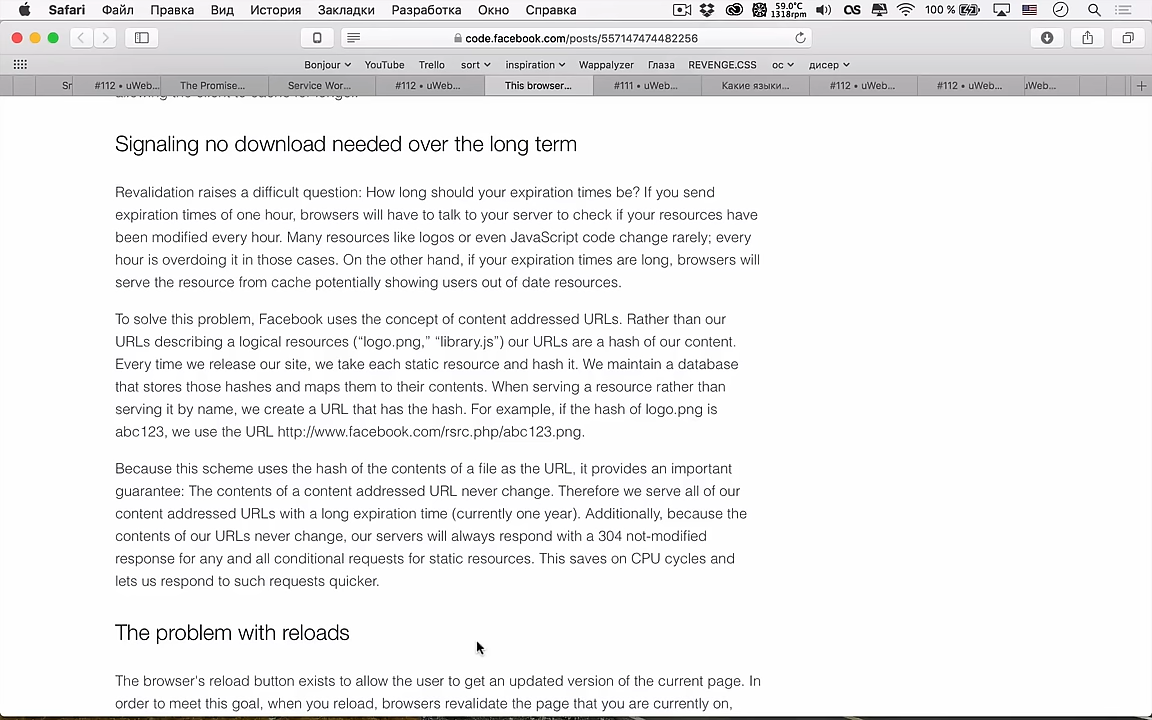 Safari Файл Правка Вид История Закладки Разработка Окно Справка 59.0°C 1318rpm 100 %
code.facebook.com/posts/557147474482256
Bonjour YouTube Trello sort inspiration Wappalyzer Глаза REVENGE.CSS ос дисер
Sr #112 • uWeb... The Promise... Service Wor... #112 • uWeb... This browser... #111 • uWeb... Какие языки... #112 • uWeb... #112 • uWeb... uWeb...
allowing the client to cache for longer.
Signaling no download needed over the long term
Revalidation raises a difficult question: How long should your expiration times be? If you send
expiration times of one hour, browsers will have to talk to your server to check if your resources have
been modified every hour. Many resources like logos or even JavaScript code change rarely; every
hour is overdoing it in those cases. On the other hand, if your expiration times are long, browsers will
serve the resource from cache potentially showing users out of date resources.
To solve this problem, Facebook uses the concept of content addressed URLs. Rather than our
URLs describing a logical resources (“logo.png,” “library.js”) our URLs are a hash of our content.
Every time we release our site, we take each static resource and hash it. We maintain a database
that stores those hashes and maps them to their contents. When serving a resource rather than
serving it by name, we create a URL that has the hash. For example, if the hash of logo.png is
abc123, we use the URL http://www.facebook.com/rsrc.php/abc123.png.
Because this scheme uses the hash of the contents of a file as the URL, it provides an important
guarantee: The contents of a content addressed URL never change. Therefore we serve all of our
content addressed URLs with a long expiration time (currently one year). Additionally, because the
contents of our URLs never change, our servers will always respond with a 304 not-modified
response for any and all conditional requests for static resources. This saves on CPU cycles and
lets us respond to such requests quicker.
The problem with reloads
The browser's reload button exists to allow the user to get an updated version of the current page. In
order to meet this goal, when you reload, browsers revalidate the page that you are currently on,